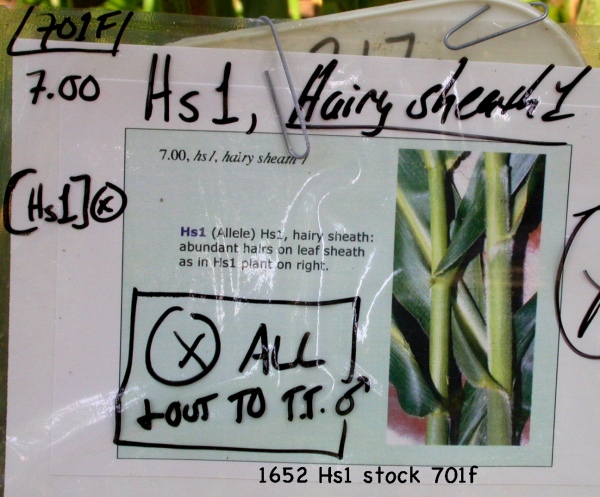 701F
7.00
Hs1, Hairy sheath 1
[Hs1] ⓧ
7.00, hs1, hairy sheath 1
Hs1 (Allele) Hs1, hairy sheath:
abundant hairs on leaf sheath
as in Hs1 plant on right.
ⓧ ALL
+ OUT TO T.T. ♂
1652 Hs1 stock 701f